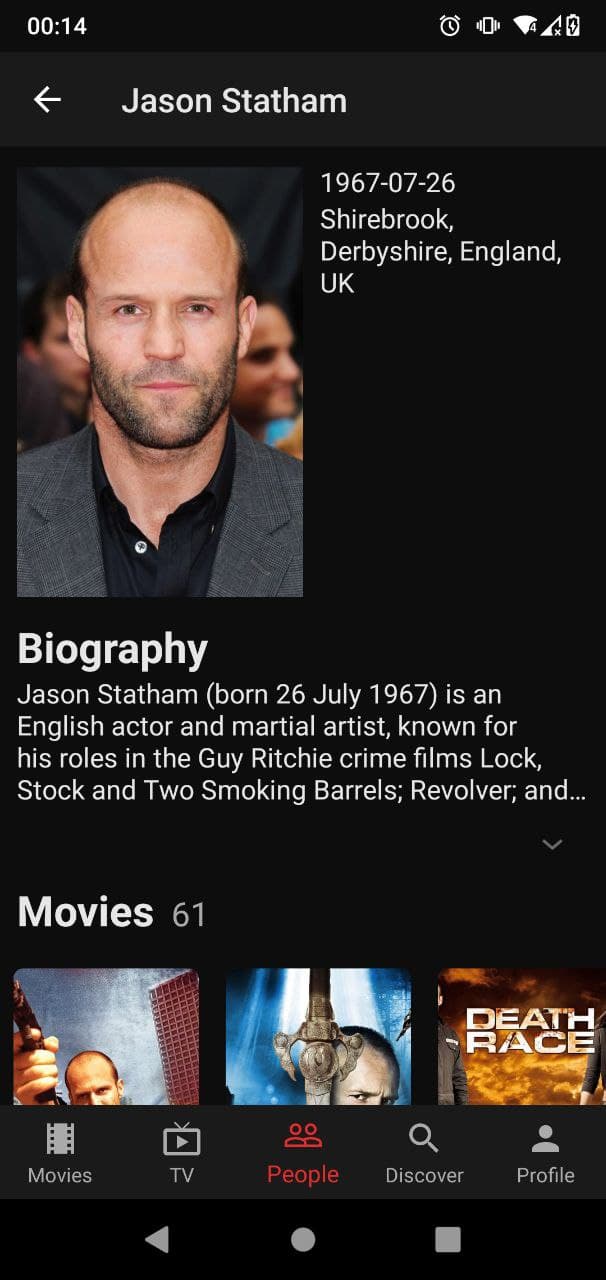 00:14
Jason Statham
1967-07-26
Shirebrook,
Derbyshire, England,
UK
Biography
Jason Statham (born 26 July 1967) is an
English actor and martial artist, known for
his roles in the Guy Ritchie crime films Lock,
Stock and Two Smoking Barrels; Revolver; and...
Movies 61
DEATH
RACE
Movies
TV
People
Discover
Profile